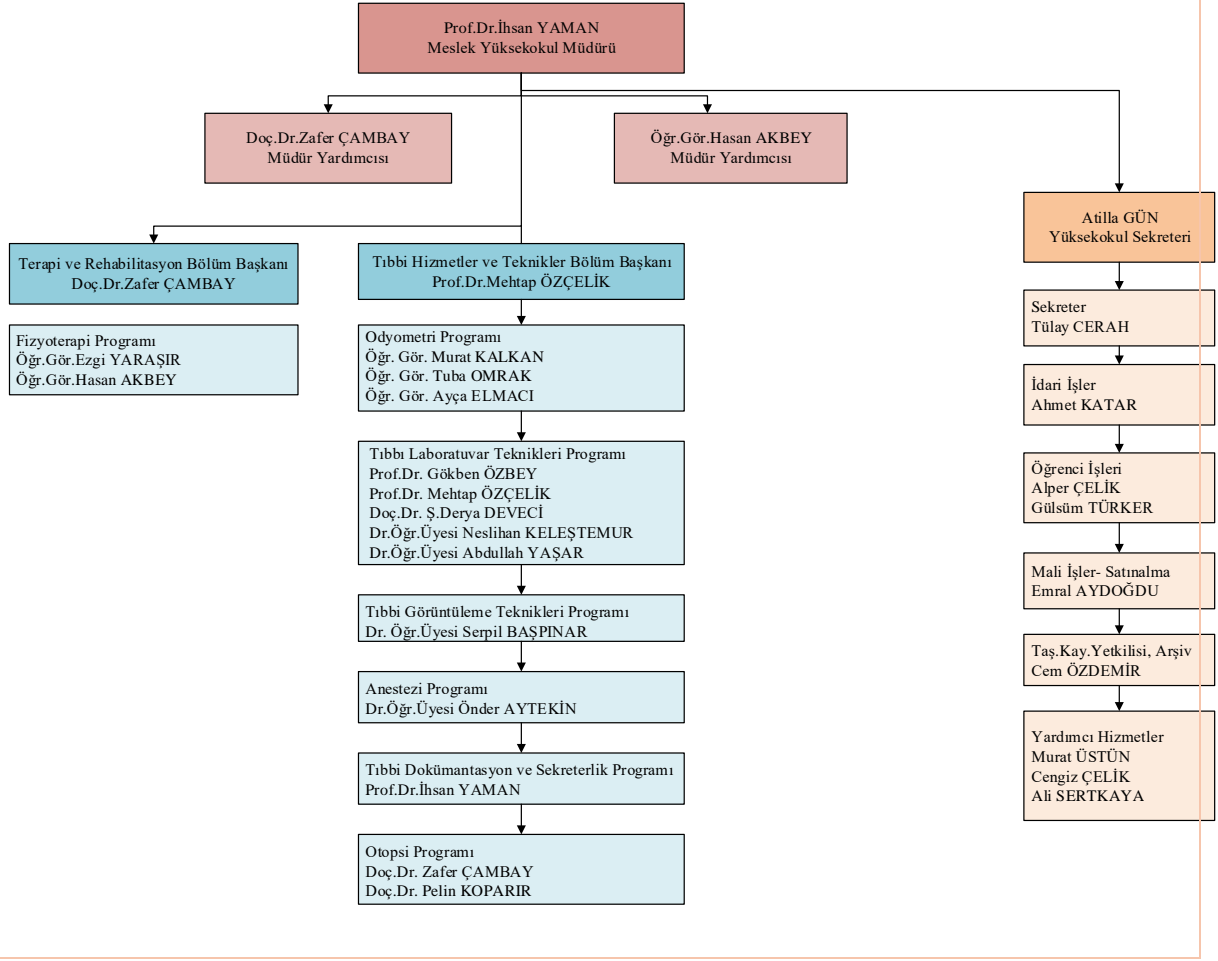 Prof.Dr.İhsan YAMAN
Meslek Yüksekokul Müdürü
Doç.Dr.Zafer ÇAMBAY
Müdür Yardımcısı
Öğr.Gör.Hasan AKBEY
Müdür Yardımcısı
Atilla GÜN
Yüksekokul Sekreteri
Terapi ve Rehabilitasyon Bölüm Başkanı
Doç.Dr.Zafer ÇAMBAY
Fizyoterapi Programı
Öğr.Gör.Ezgi YARAŞIR
Öğr.Gör.Hasan AKBEY
Tıbbi Hizmetler ve Teknikler Bölüm Başkanı
Prof.Dr.Mehtap ÖZÇELİK
Odyometri Programı
Öğr. Gör. Murat KALKAN
Öğr. Gör. Tuba OMRAK
Öğr. Gör. Ayça ELMACI
Tıbbı Laboratuvar Teknikleri Programı
Prof.Dr. Gökben ÖZBEY
Prof.Dr. Mehtap ÖZÇELİK
Doç.Dr. Ş.Derya DEVECİ
Dr.Öğr.Üyesi Neslihan KELEŞTEMUR
Dr.Öğr.Üyesi Abdullah YAŞAR
Tıbbi Görüntüleme Teknikleri Programı
Dr. Öğr.Üyesi Serpil BAŞPINAR
Anestezi Programı
Dr.Öğr.Üyesi Önder AYTEKİN
Tıbbi Dokümantasyon ve Sekreterlik Programı
Prof.Dr.İhsan YAMAN
Otopsi Programı
Doç.Dr. Zafer ÇAMBAY
Doç.Dr. Pelin KOPARIR
Sekreter
Tülay CERAH
İdari İşler
Ahmet KATAR
Öğrenci İşleri
Alper ÇELİK
Gülsüm TÜRKER
Mali İşler- Satınalma
Emral AYDOĞDU
Taş.Kay.Yetkilisi, Arşiv
Cem ÖZDEMİR
Yardımcı Hizmetler
Murat ÜSTÜN
Cengiz ÇELİK
Ali SERTKAYA